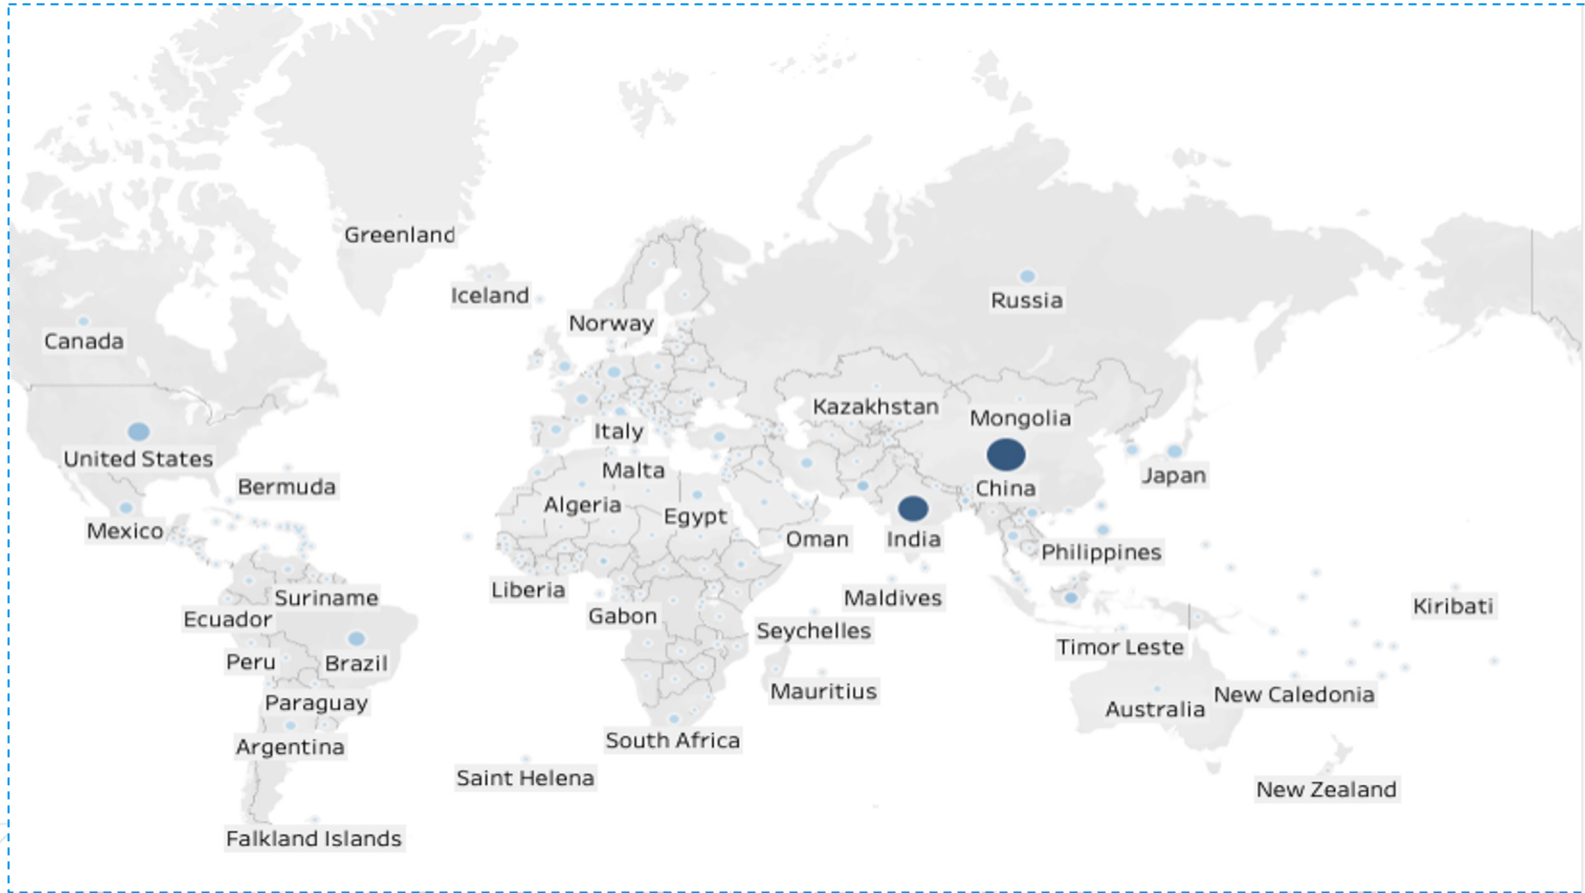 Greenland
Iceland
Russia
Norway
Canada
Kazakhstan
Mongolia
Italy
United States
Malta
Japan
Bermuda
China
Algeria
Egypt
Mexico
Oman
India
Philippines
Liberia
Suriname
Maldives
Kiribati
Gabon
Ecuador
Seychelles
Timor Leste
Peru
Brazil
Mauritius
New Caledonia
Paraguay
Australia
South Africa
Argentina
Saint Helena
New Zealand
Falkland Islands